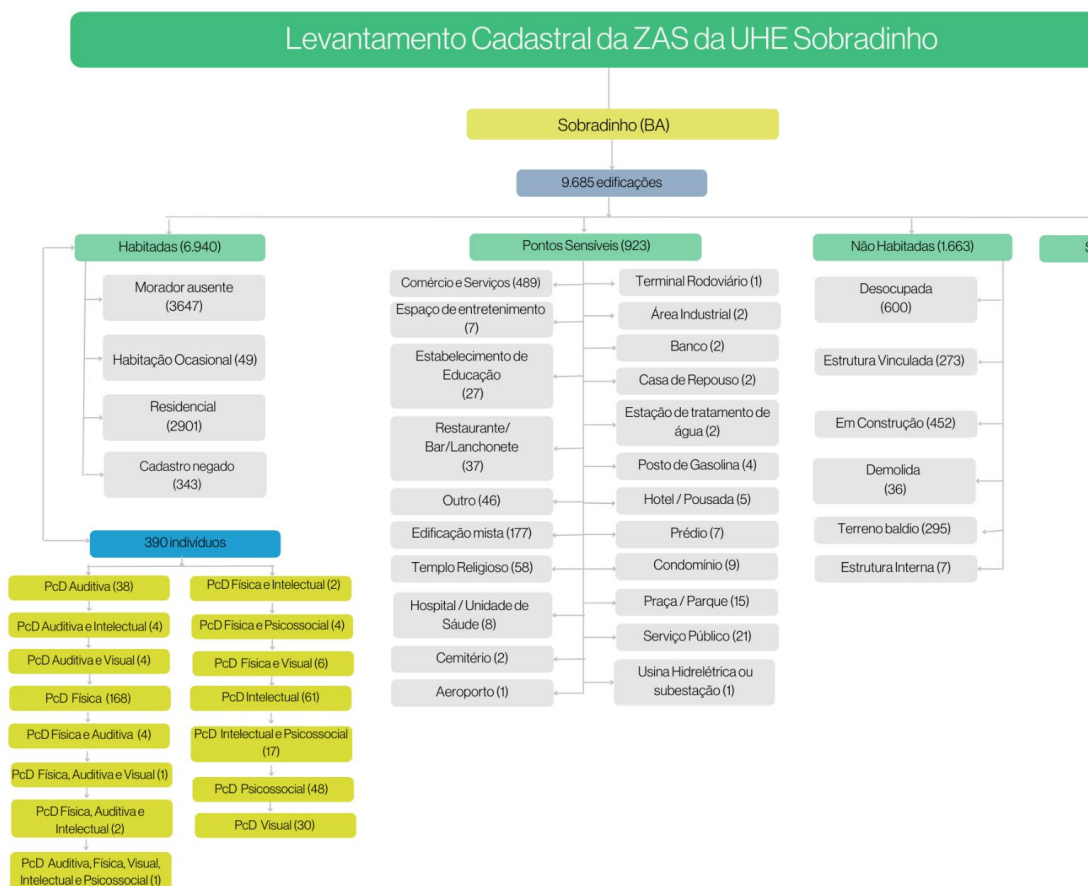 Levantamento Cadastral da ZAS da UHE Sobradinho
Sobradinho (BA)
9.685 edificações
Habitadas (6.940)
Morador ausente
(3647)
Habitação Ocasional (49)
Residencial
(2901)
Cadastro negado
(343)
390 indivíduos
PcD Auditiva (38)
PcD Auditiva e Intelectual (4)
PcD Auditiva e Visual (4)
PcD Física (168)
PcD Física e Auditiva (4)
PcD Física, Auditiva e Visual (1)
PcD Física, Auditiva e
Intelectual (2)
PcD Auditiva, Física, Visual,
Intelectual e Psicossocial (1)
PcD Física e Intelectual (2)
PcD Física e Psicossocial (4)
PcD Física e Visual (6)
PcD Intelectual (61)
PcD Intelectual e Psicossocial
(17)
PcD Psicossocial (48)
PcD Visual (30)
Pontos Sensíveis (923)
Comércio e Serviços (489)
Espaço de entretenimento
(7)
Estabelecimento de
Educação
(27)
Restaurante/
Bar/Lanchonete
(37)
Outro (46)
Edificação mista (177)
Templo Religioso (58)
Hospital / Unidade de
Sáude (8)
Cemitério (2)
Aeroporto (1)
Terminal Rodoviário (1)
Área Industrial (2)
Banco (2)
Casa de Repouso (2)
Estação de tratamento de
água (2)
Posto de Gasolina (4)
Hotel / Pousada (5)
Prédio (7)
Condomínio (9)
Praça / Parque (15)
Serviço Público (21)
Usina Hidrelétrica ou
subestação (1)
Não Habitadas (1.663)
Desocupada
(600)
Estrutura Vinculada (273)
Em Construção (452)
Demolida
(36)
Terreno baldio (295)
Estrutura Interna (7)